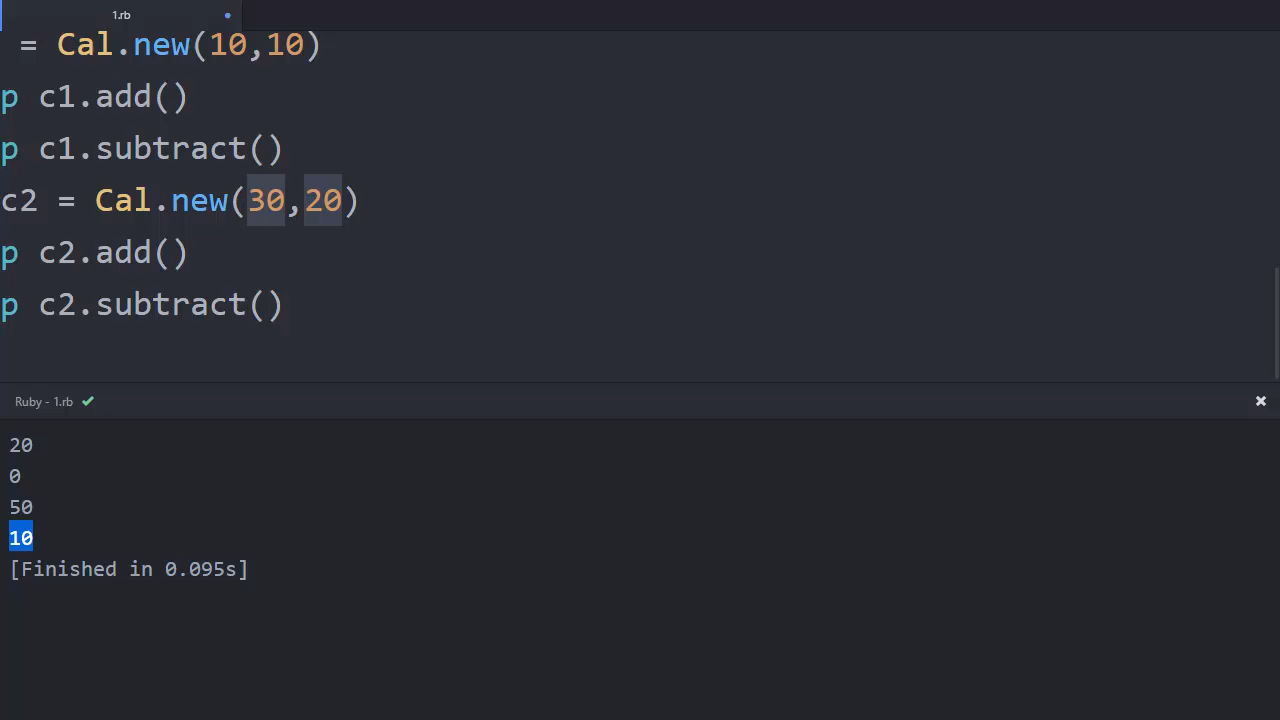 1.rb
= Cal.new(10,10)
p c1.add()
p c1.subtract()
c2 = Cal.new(30,20)
p c2.add()
p c2.subtract()
Ruby - 1.rb
20
0
50
10
[Finished in 0.095s]